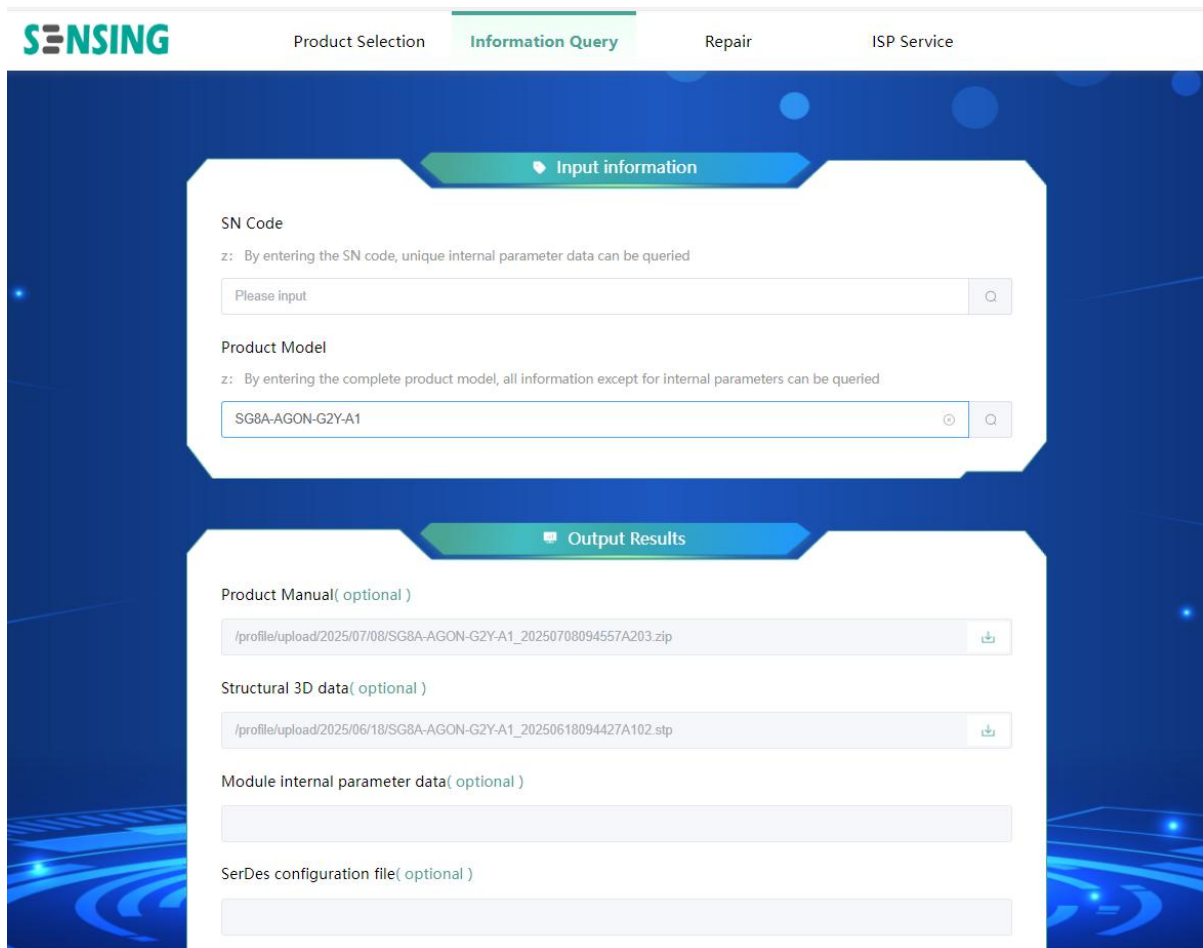 SENSING
Product Selection
Information Query
Repair
ISP Service
Input information
SN Code
z: By entering the SN code, unique internal parameter data can be queried
Please input
Product Model
z: By entering the complete product model, all information except for internal parameters can be queried
SG8A-AGON-G2Y-A1
Output Results
Product Manual( optional )
/profile/upload/2025/07/08/SG8A-AGON-G2Y-A1_20250708094557A203.zip
Structural 3D data( optional )
/profile/upload/2025/06/18/SG8A-AGON-G2Y-A1_20250618094427A102.stp
Module internal parameter data( optional )
SerDes configuration file( optional )